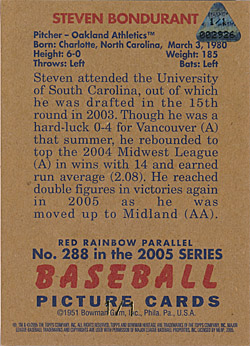 STEVEN BONDURANT
1/1
002926
Pitcher - Oakland Athletics™
Born: Charlotte, North Carolina, March 3, 1980
Height: 6-0 Weight: 185
Throws: Left Bats: Left
Steven attended the University
of South Carolina, out of which
he was drafted in the 15th
round in 2003. Though he was a
hard-luck 0-4 for Vancouver (A)
that summer, he rebounded to
top the 2004 Midwest League
(A) in wins with 14 and earned
run average (2.08). He reached
double figures in victories again
in 2005 as he
moved up to Midland (AA).
RED RAINBOW PARALLEL
No. 288 in the 2005 SERIES
BASEBALL
PICTURE CARDS
©1951 Bowman Gum, Inc., Phila., Pa., U.S.A.